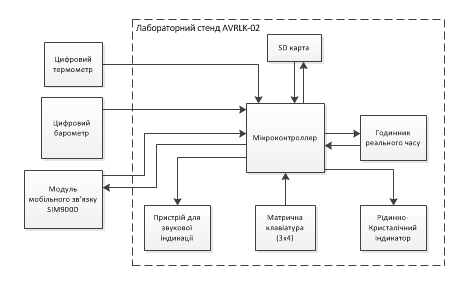 Лабораторний стенд AVRLK-02
SD карта
Цифровий
термометр
Цифровий
барометр
Мікроконтроллер
Годинник
реального часу
Модуль
мобільного зв'язку
SIM900D
Пристрій для
звукової
індикації
Матрична
клавіатура
(3x4)
Рідинно-
Кристалічний
Індикатор